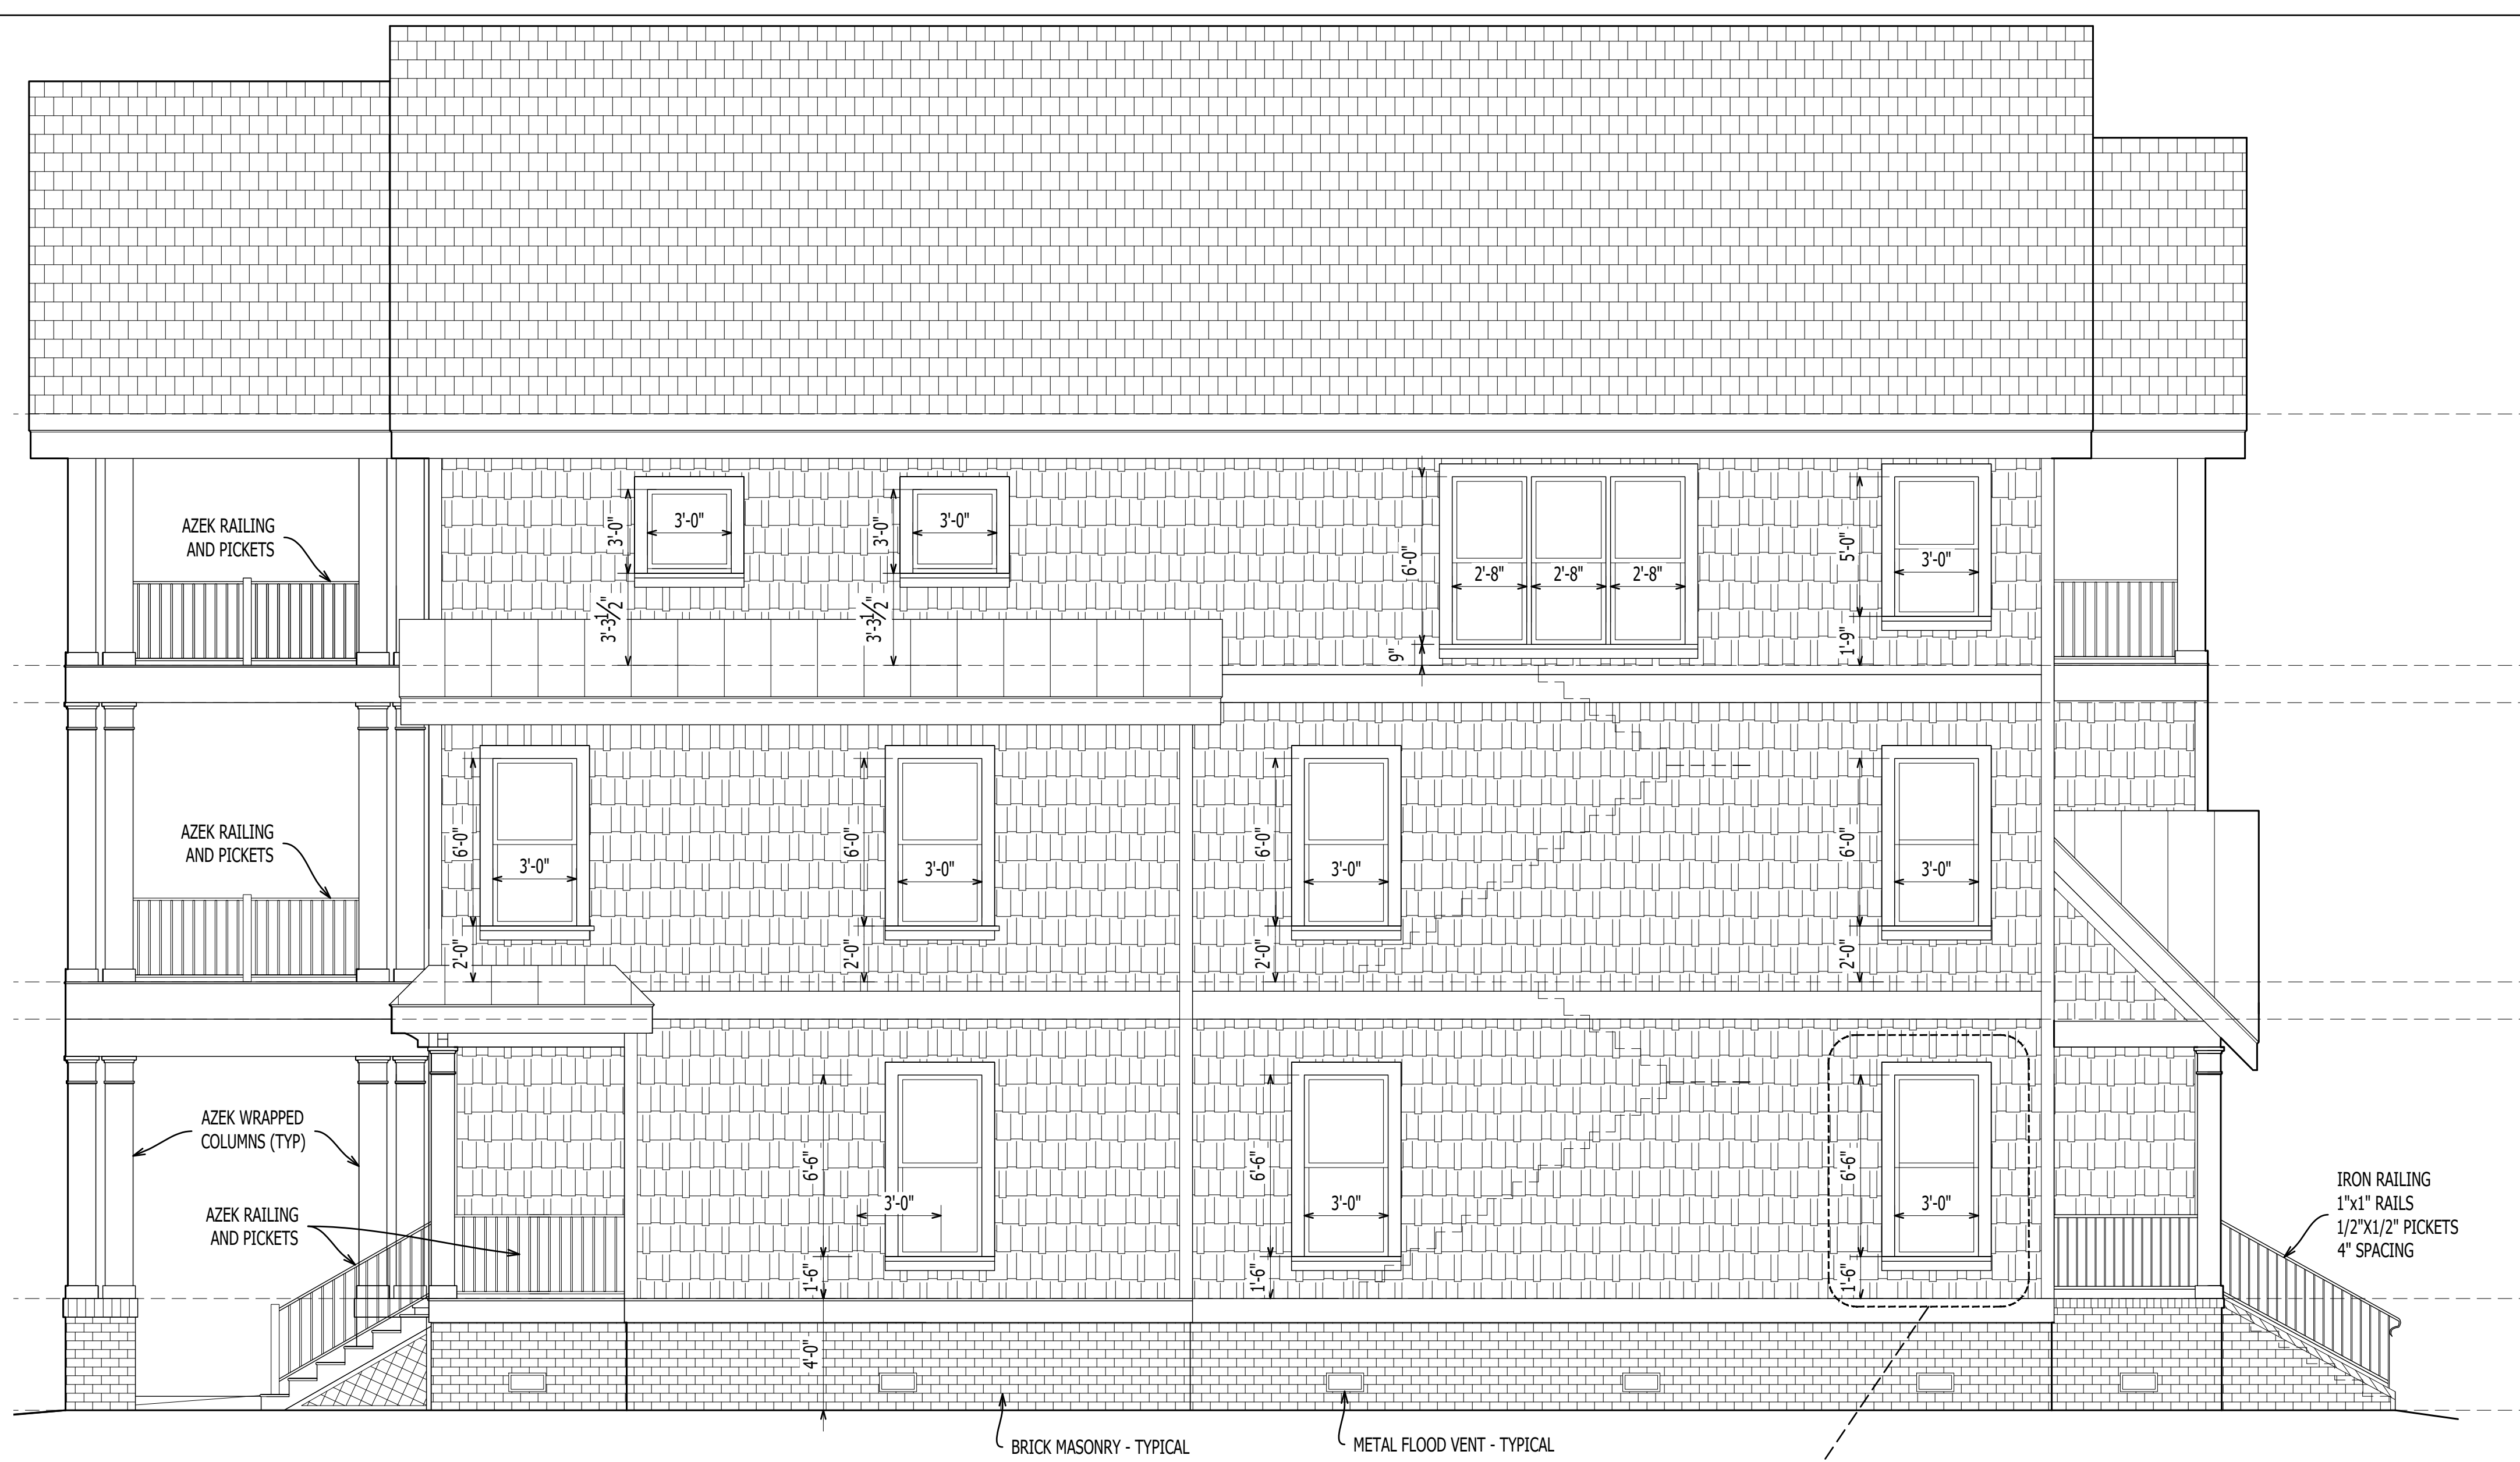 AZEK RAILING
AND PICKETS
3'-0"
3'-0"
3'-3 1/2"
3'-0"
3'-0"
3'-3 1/2"
6'-0"
9"
2'-8"
2'-8"
2'-8"
5'-0"
3'-0"
1'-9"
AZEK RAILING
AND PICKETS
6'-0"
3'-0"
2'-0"
6'-0"
3'-0"
2'-0"
6'-0"
3'-0"
2'-0"
6'-0"
3'-0"
2'-0"
AZEK WRAPPED
COLUMNS (TYP)
AZEK RAILING
AND PICKETS
6'-6"
3'-0"
1'-6"
4'-0"
6'-6"
3'-0"
1'-6"
6'-6"
3'-0"
1'-6"
IRON RAILING
1"x1" RAILS
1/2"X1/2" PICKETS
4" SPACING
BRICK MASONRY - TYPICAL
METAL FLOOD VENT - TYPICAL